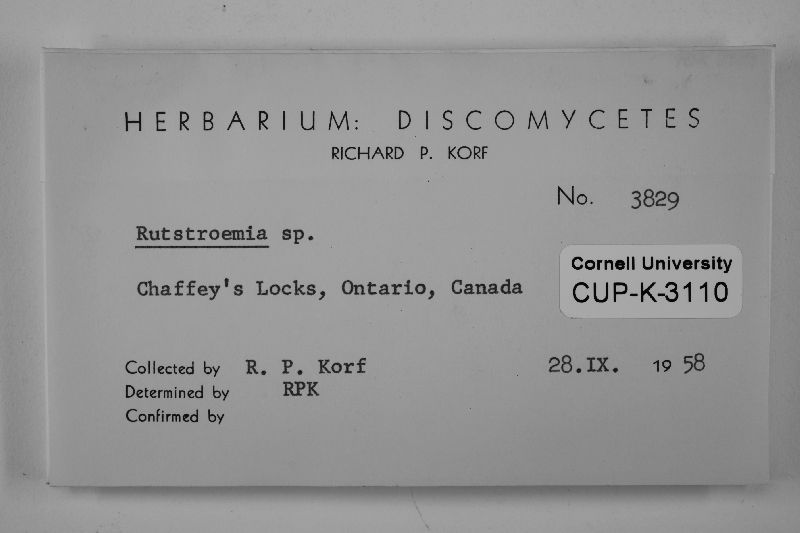 HERBARIUM: DISCOMYCETES
RICHARD P. KORF
No. 3829
Rutstroemia sp.
Chaffey's Locks, Ontario, Canada
Cornell University
CUP-K-3110
Collected by R. P. Korf 28.IX. 19 58
Determined by RPK
Confirmed by